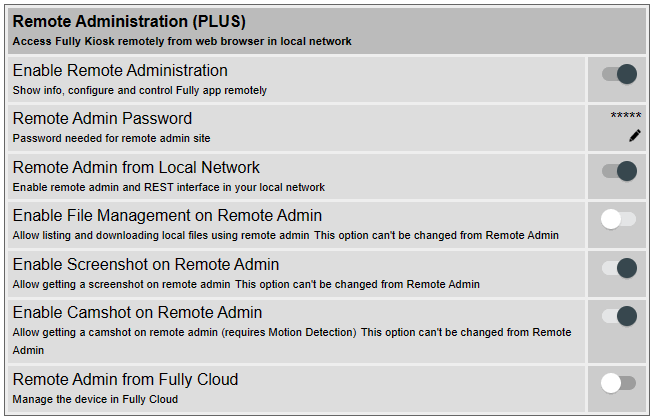 Remote Administration (PLUS)
Access Fully Kiosk remotely from web browser in local network
Enable Remote Administration
Show info, configure and control Fully app remotely
Remote Admin Password
*****
Password needed for remote admin site
Remote Admin from Local Network
Enable remote admin and REST interface in your local network
Enable File Management on Remote Admin
Allow listing and downloading local files using remote admin This option can't be changed from Remote Admin
Enable Screenshot on Remote Admin
Allow getting a screenshot on remote admin This option can't be changed from Remote Admin
Enable Camshot on Remote Admin
Allow getting a camshot on remote admin (requires Motion Detection) This option can't be changed from Remote
Admin
Remote Admin from Fully Cloud
Manage the device in Fully Cloud